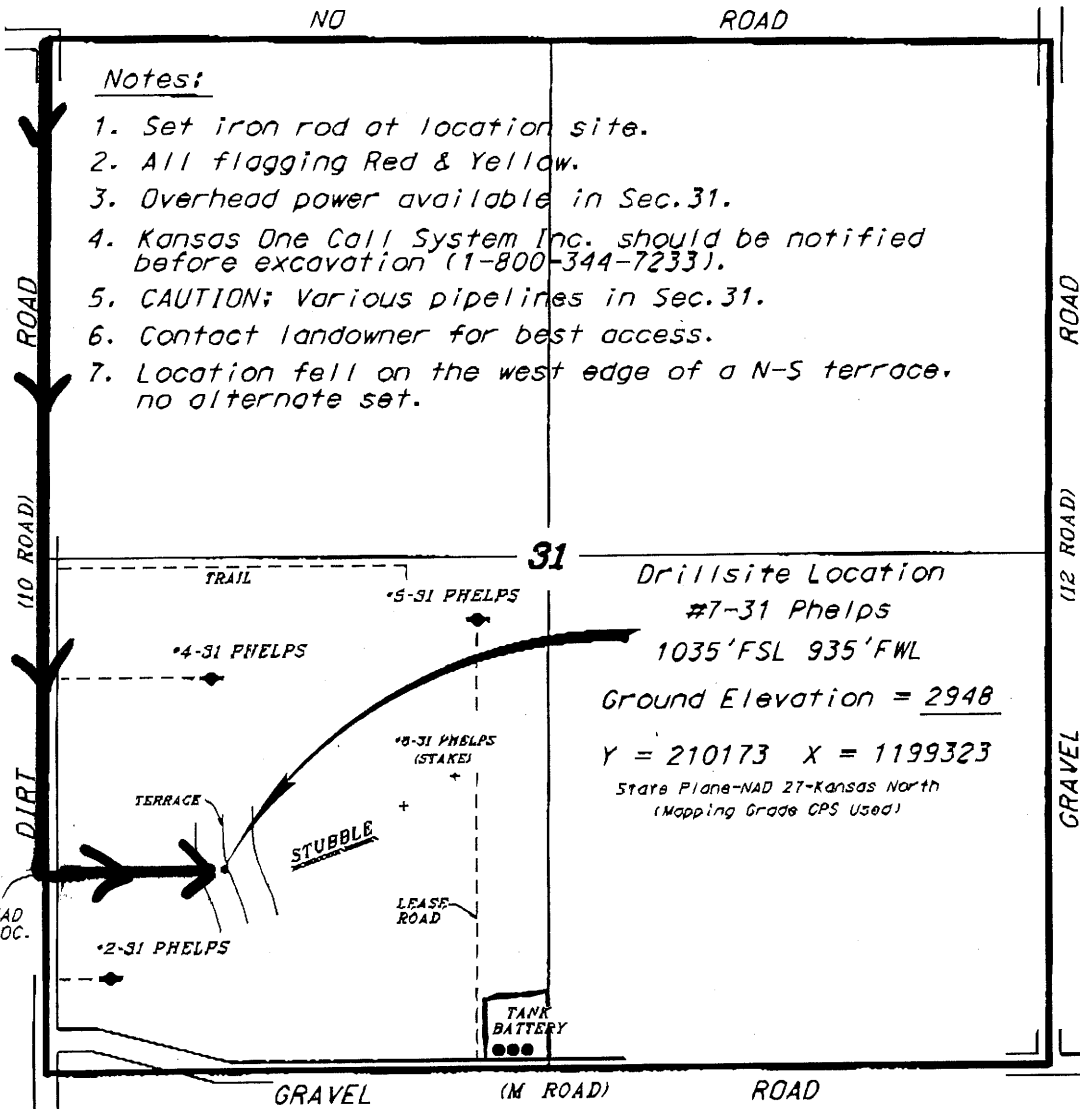 NO ROAD
Notes:
1. Set iron rod at location site.
2. All flagging Red & Yellow.
3. Overhead power available in Sec.31.
4. Kansas One Call System Inc. should be notified
before excavation (1-800-344-7233).
5. CAUTION: Various pipelines in Sec.31.
6. Contact landowner for best access.
7. Location fell on the west edge of a N-S terrace,
no alternate set.
ROAD
(10 ROAD)
DIRT
ROAD
(12 ROAD)
GRAVEL
31
TRAIL
#5-31 PHELPS
#4-31 PHELPS
Drillsite Location
#7-31 Phelps
1035'FSL 935'FWL
Ground Elevation = 2948
Y = 210173 X = 1199323
State Plane-NAD 27-Kansas North
(Mapping Grade GPS Used)
#8-31 PHELPS
(STAKE)
TERRACE
STUBBLE
LEASE
ROAD
#2-31 PHELPS
TANK
BATTERY
GRAVEL (M ROAD) ROAD